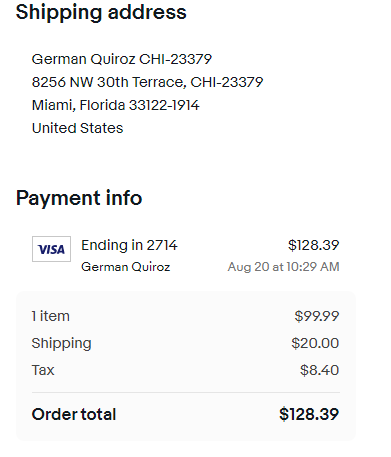 Shipping address
German Quiroz CHI-23379
8256 NW 30th Terrace, CHI-23379
Miami, Florida 33122-1914
United States
Payment info
VISA Ending in 2714 $128.39
German Quiroz Aug 20 at 10:29 AM
1 item $99.99
Shipping $20.00
Tax $8.40
Order total $128.39